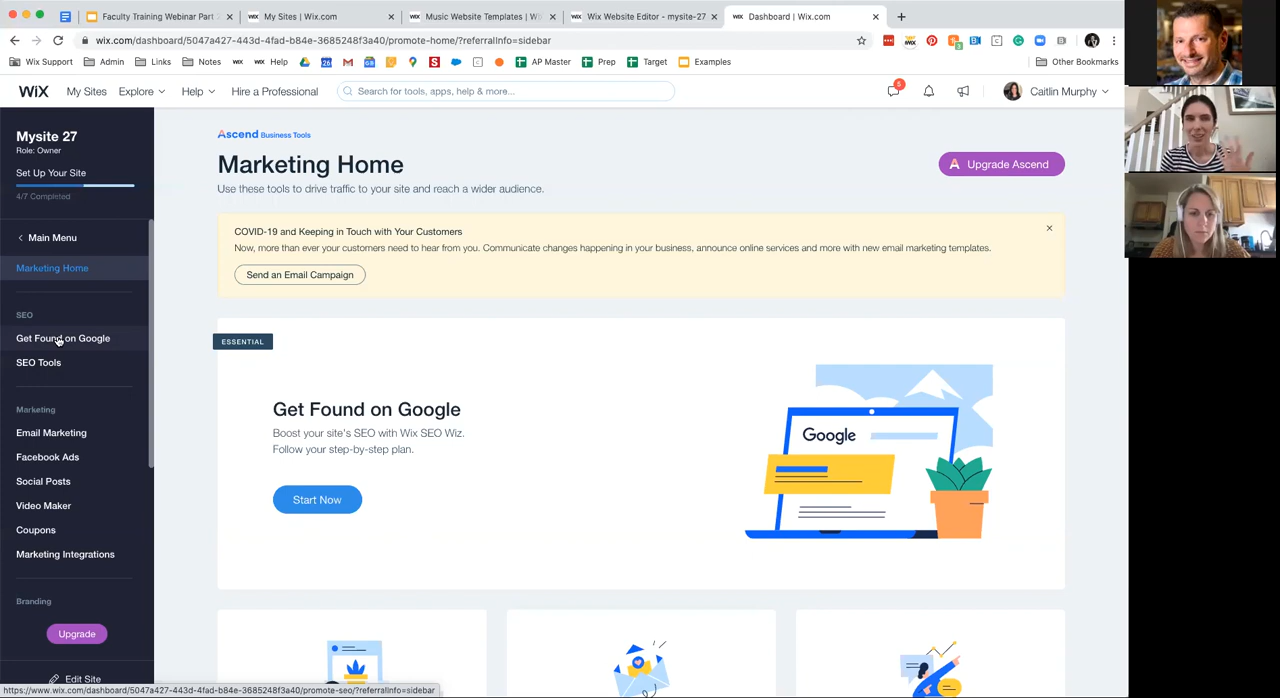 Faculty Training Webinar Part
My Sites | Wix.com
Music Website Templates | W
Wix Website Editor - mysite-27
Dashboard | Wix.com
wix.com/dashboard/5047a427-443d-4fad-b84e-3685248f3a40/promote-home/?referralInfo=sidebar
Wix Support
Admin
Links
Notes
Help
AP Master
Prep
Target
Examples
Other Bookmarks
WiX
My Sites
Explore
Help
Hire a Professional
Search for tools, apps, help & more...
5
Caitlin Murphy
Mysite 27
Role: Owner
Set Up Your Site
4/7 Completed
Main Menu
Marketing Home
SEO
Get Found on Google
SEO Tools
Marketing
Email Marketing
Facebook Ads
Social Posts
Video Maker
Coupons
Marketing Integrations
Branding
Upgrade
Edit Site
Ascend Business Tools
Marketing Home
Use these tools to drive traffic to your site and reach a wider audience.
Upgrade Ascend
COVID-19 and Keeping in Touch with Your Customers
Now, more than ever your customers need to hear from you. Communicate changes happening in your business, announce online services and more with new email marketing templates.
Send an Email Campaign
ESSENTIAL
Get Found on Google
Boost your site's SEO with Wix SEO Wiz.
Follow your step-by-step plan.
Start Now
Google
https://www.wix.com/dashboard/5047a427-443d-4fad-b84e-3685248f3a40/promote-seo/?referralInfo=sidebar